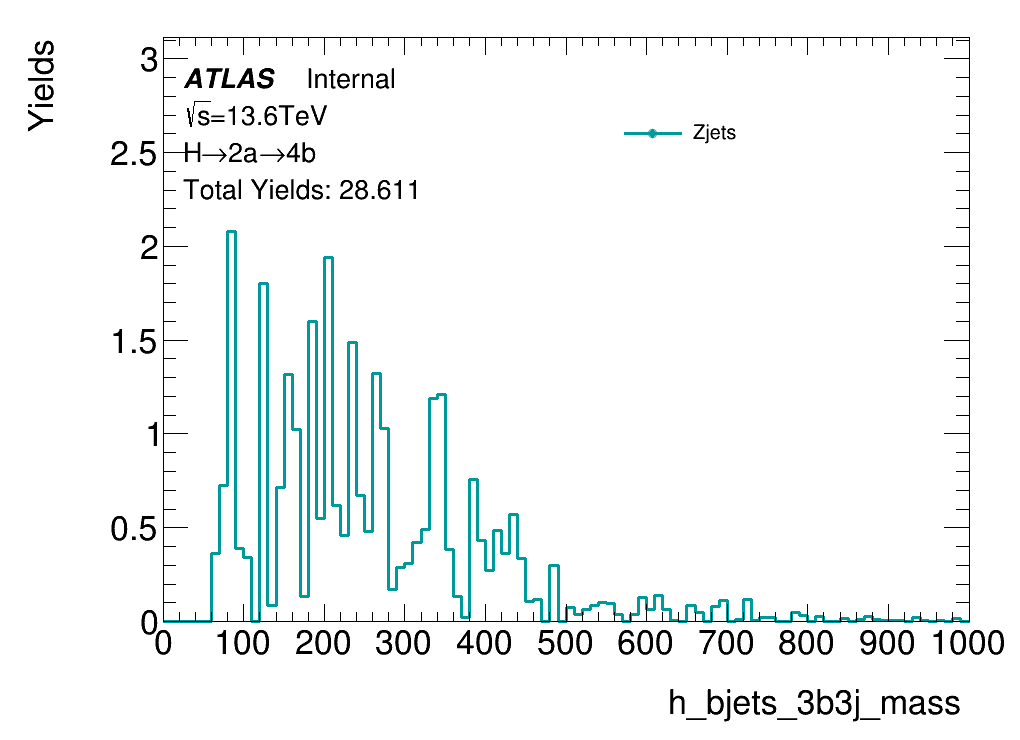 Yields
3
2.5
2
1.5
1
0.5
0
ATLAS Internal
√s=13.6TeV
H→2a→4b
Total Yields: 28.611
Zjets
0 100 200 300 400 500 600 700 800 900 1000
h_bjets_3b3j_mass